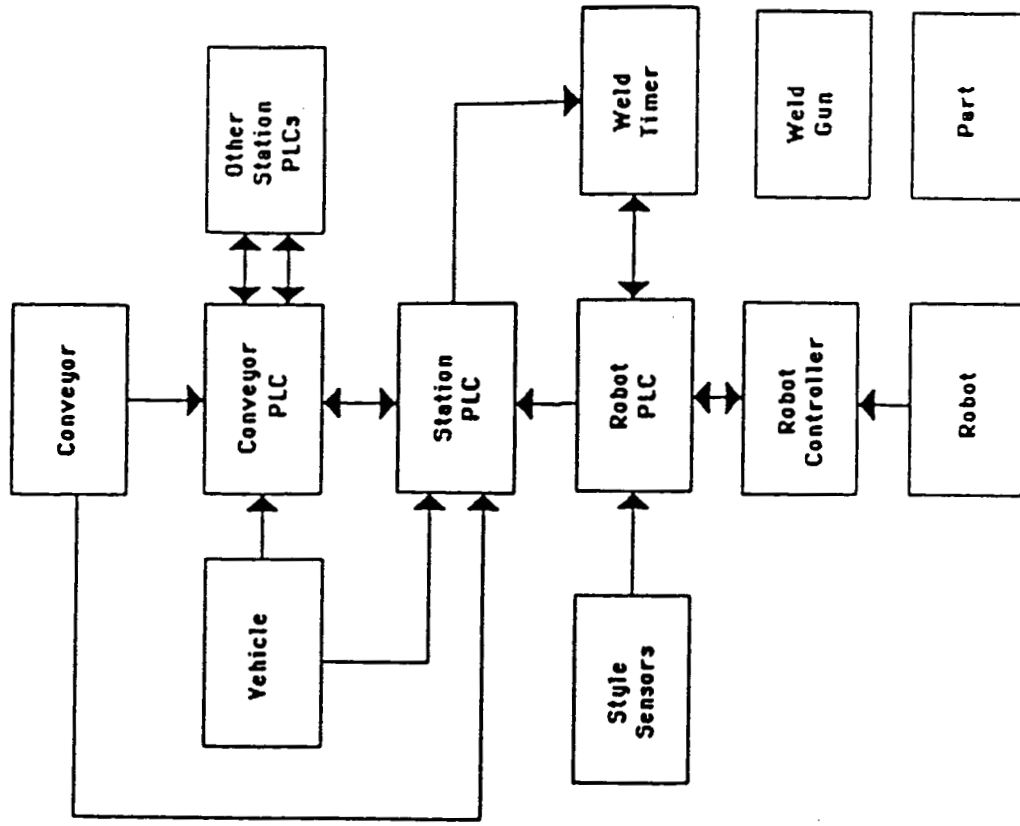 Conveyor
Vehicle
Conveyor
PLC
Other
Station
PLCs
Station
PLC
Style
Sensors
Robot
PLC
Weld
Timer
Robot
Controller
Weld
Gun
Robot
Part